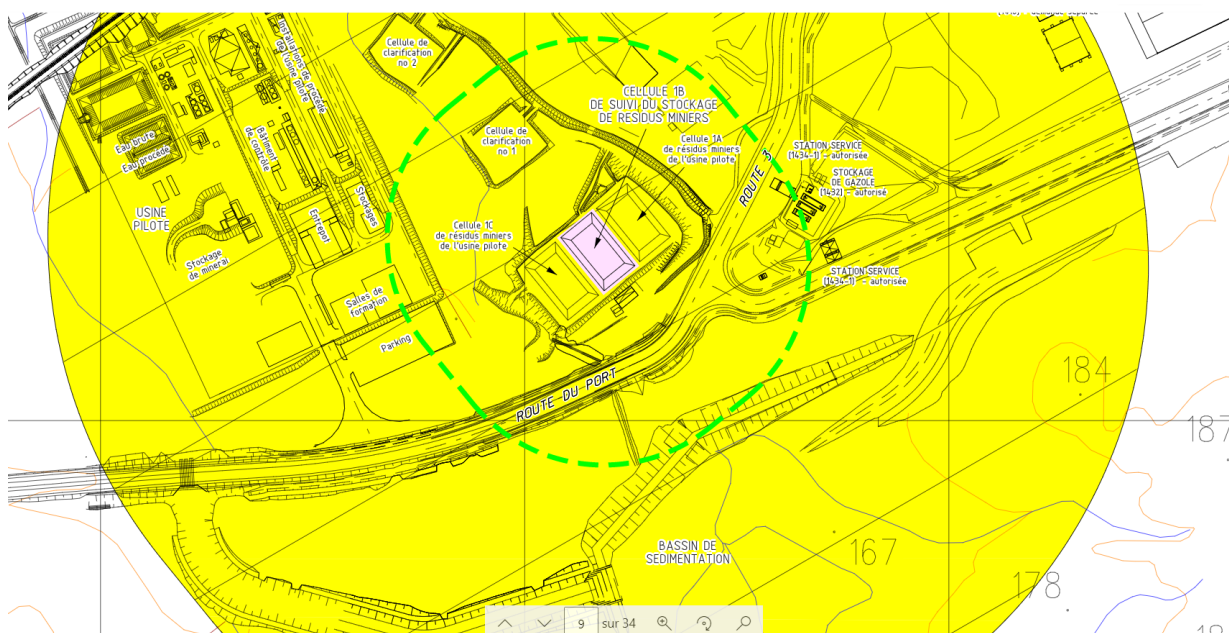 Cellule de
clarification
no 2
Installations de procédé
de l'usine pilote
CELLULE 1B
DE SUIVI DU STOCKAGE
DE RESIDUS MINIERS
Cellule de
clarification
no 1
Cellule 1A
de résidus miniers
de l'usine pilote
Eau brute
Eau procédé
Bâtiment
de contrôle
STATION SERVICE
[1434-1] - autorisée
STOCKAGE
DE GAZOLE
[1432] - autorisé
ROUTE 3
Stockages
USINE
PILOTE
Entrepot
Cellule 1C
de résidus miniers
de l'usine pilote
Stockage
de minerai
STATION SERVICE
[1434-1] - autorisée
Salles de
formation
Parking
ROUTE DU PORT
184
187
BASSIN DE
SEDIMENTATION
167
178
9 sur 34